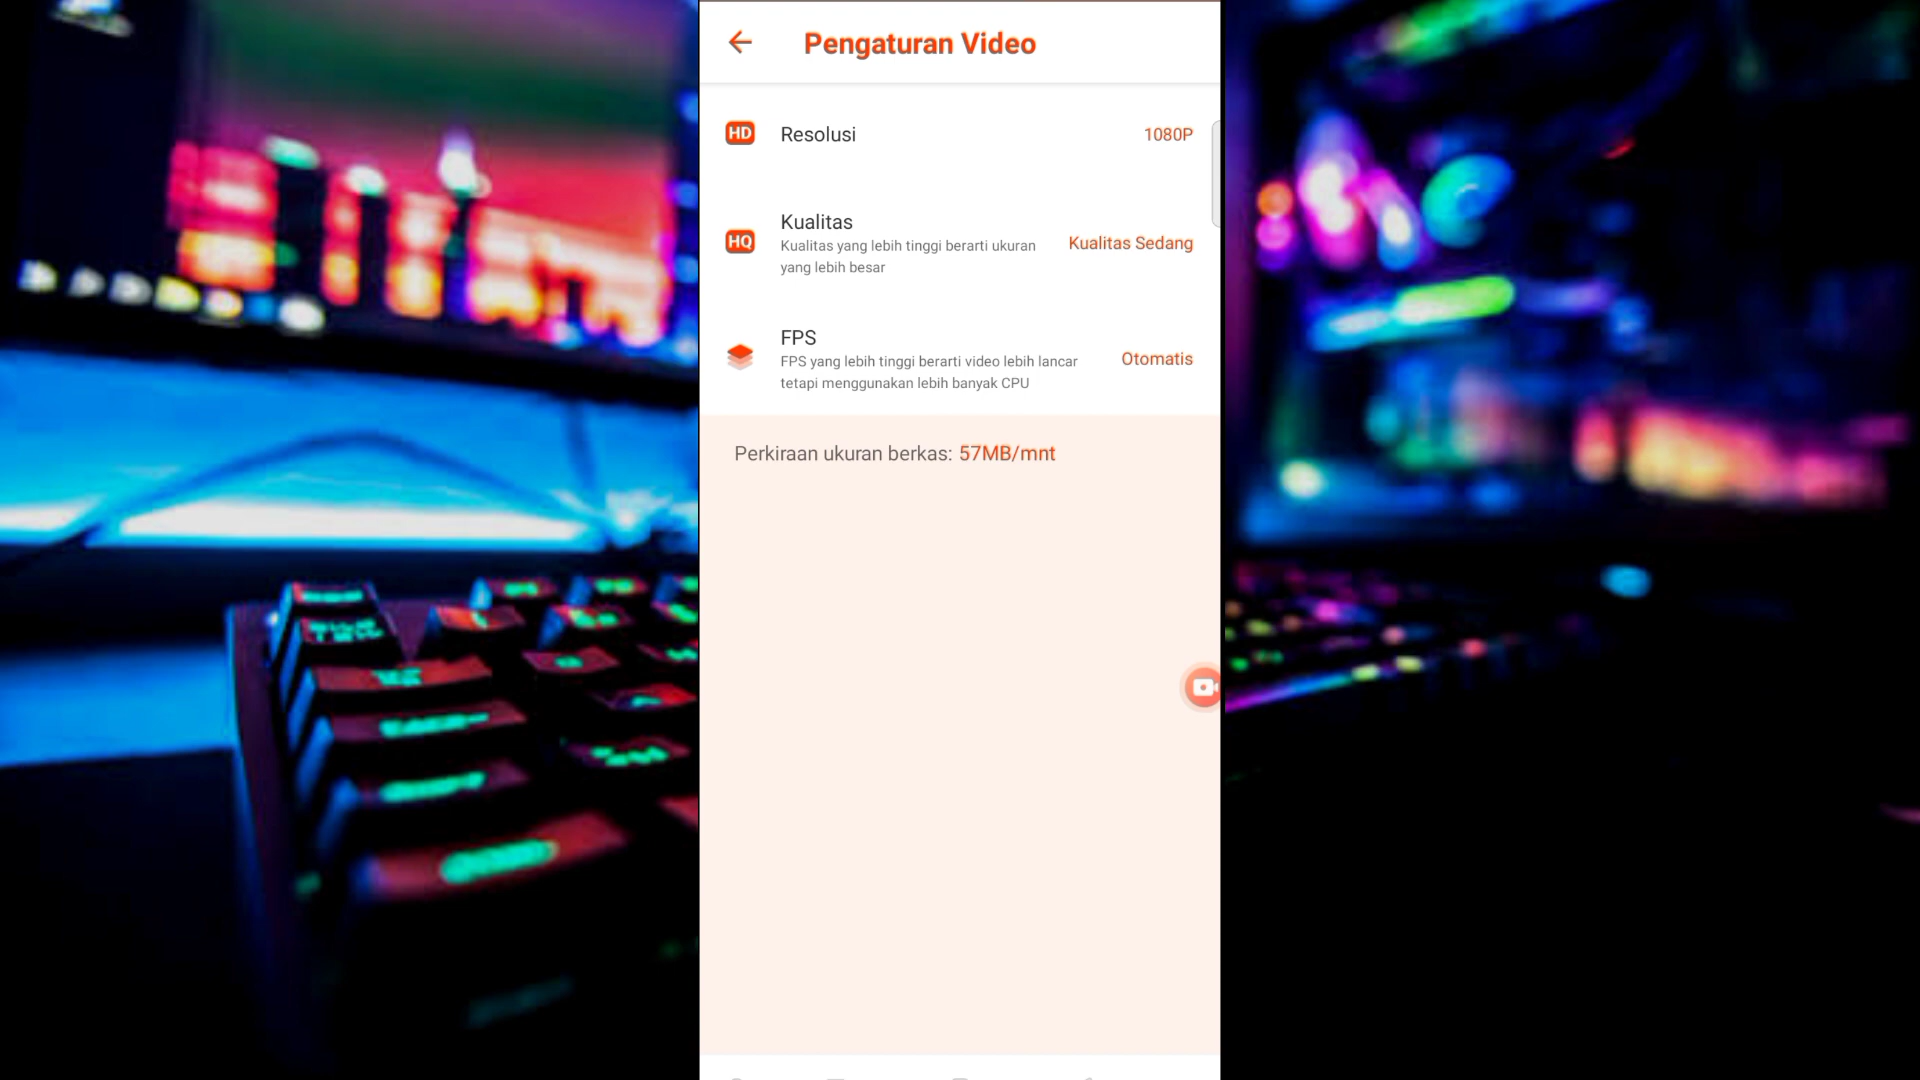 Pengaturan Video
HD Resolusi 1080P
Kualitas
HQ Kualitas yang lebih tinggi berarti ukuran Kualitas Sedang
yang lebih besar
FPS
FPS yang lebih tinggi berarti video lebih lancar Otomatis
tetapi menggunakan lebih banyak CPU
Perkiraan ukuran berkas: 57MB/mnt